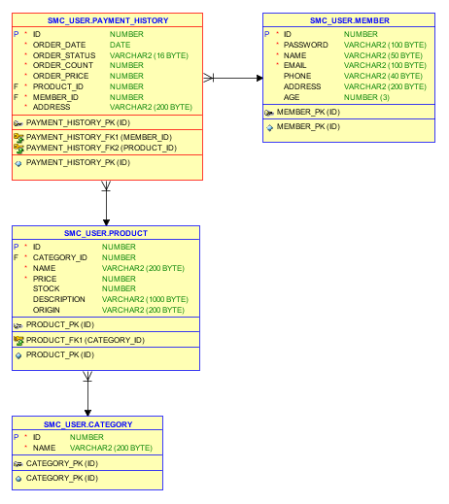 SMC_USER.PAYMENT_HISTORY
P * ID NUMBER
* ORDER_DATE DATE
* ORDER_STATUS VARCHAR2 (16 BYTE)
* ORDER_COUNT NUMBER
* ORDER_PRICE NUMBER
F * PRODUCT_ID NUMBER
F * MEMBER_ID NUMBER
* ADDRESS VARCHAR2 (200 BYTE)
PAYMENT_HISTORY_PK (ID)
PAYMENT_HISTORY_FK1 (MEMBER_ID)
PAYMENT_HISTORY_FK2 (PRODUCT_ID)
PAYMENT_HISTORY_PK (ID)
SMC_USER.MEMBER
P * ID NUMBER
* PASSWORD VARCHAR2 (100 BYTE)
* NAME VARCHAR2 (50 BYTE)
* EMAIL VARCHAR2 (100 BYTE)
PHONE VARCHAR2 (40 BYTE)
ADDRESS VARCHAR2 (200 BYTE)
AGE NUMBER (3)
MEMBER_PK (ID)
MEMBER_PK (ID)
SMC_USER.PRODUCT
P * ID NUMBER
F * CATEGORY_ID NUMBER
* NAME VARCHAR2 (200 BYTE)
* PRICE NUMBER
STOCK NUMBER
DESCRIPTION VARCHAR2 (1000 BYTE)
ORIGIN VARCHAR2 (200 BYTE)
PRODUCT_PK (ID)
PRODUCT_FK1 (CATEGORY_ID)
PRODUCT_PK (ID)
SMC_USER.CATEGORY
P * ID NUMBER
* NAME VARCHAR2 (200 BYTE)
CATEGORY_PK (ID)
CATEGORY_PK (ID)